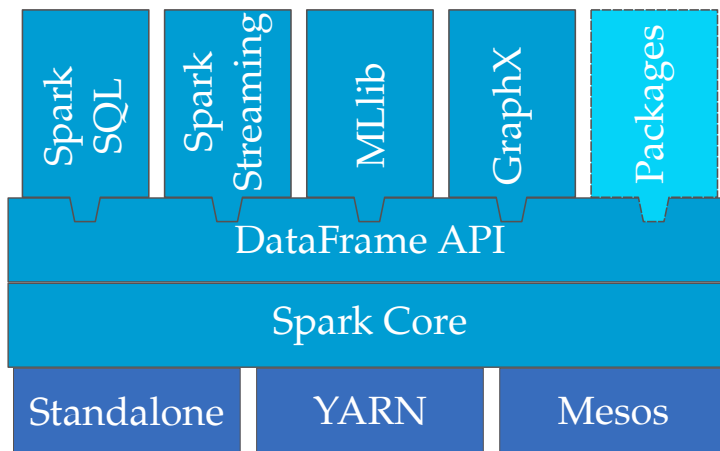 Spark
SQL
Spark
Streaming
MLlib
GraphX
Packages
DataFrame API
Spark Core
Standalone
YARN
Mesos